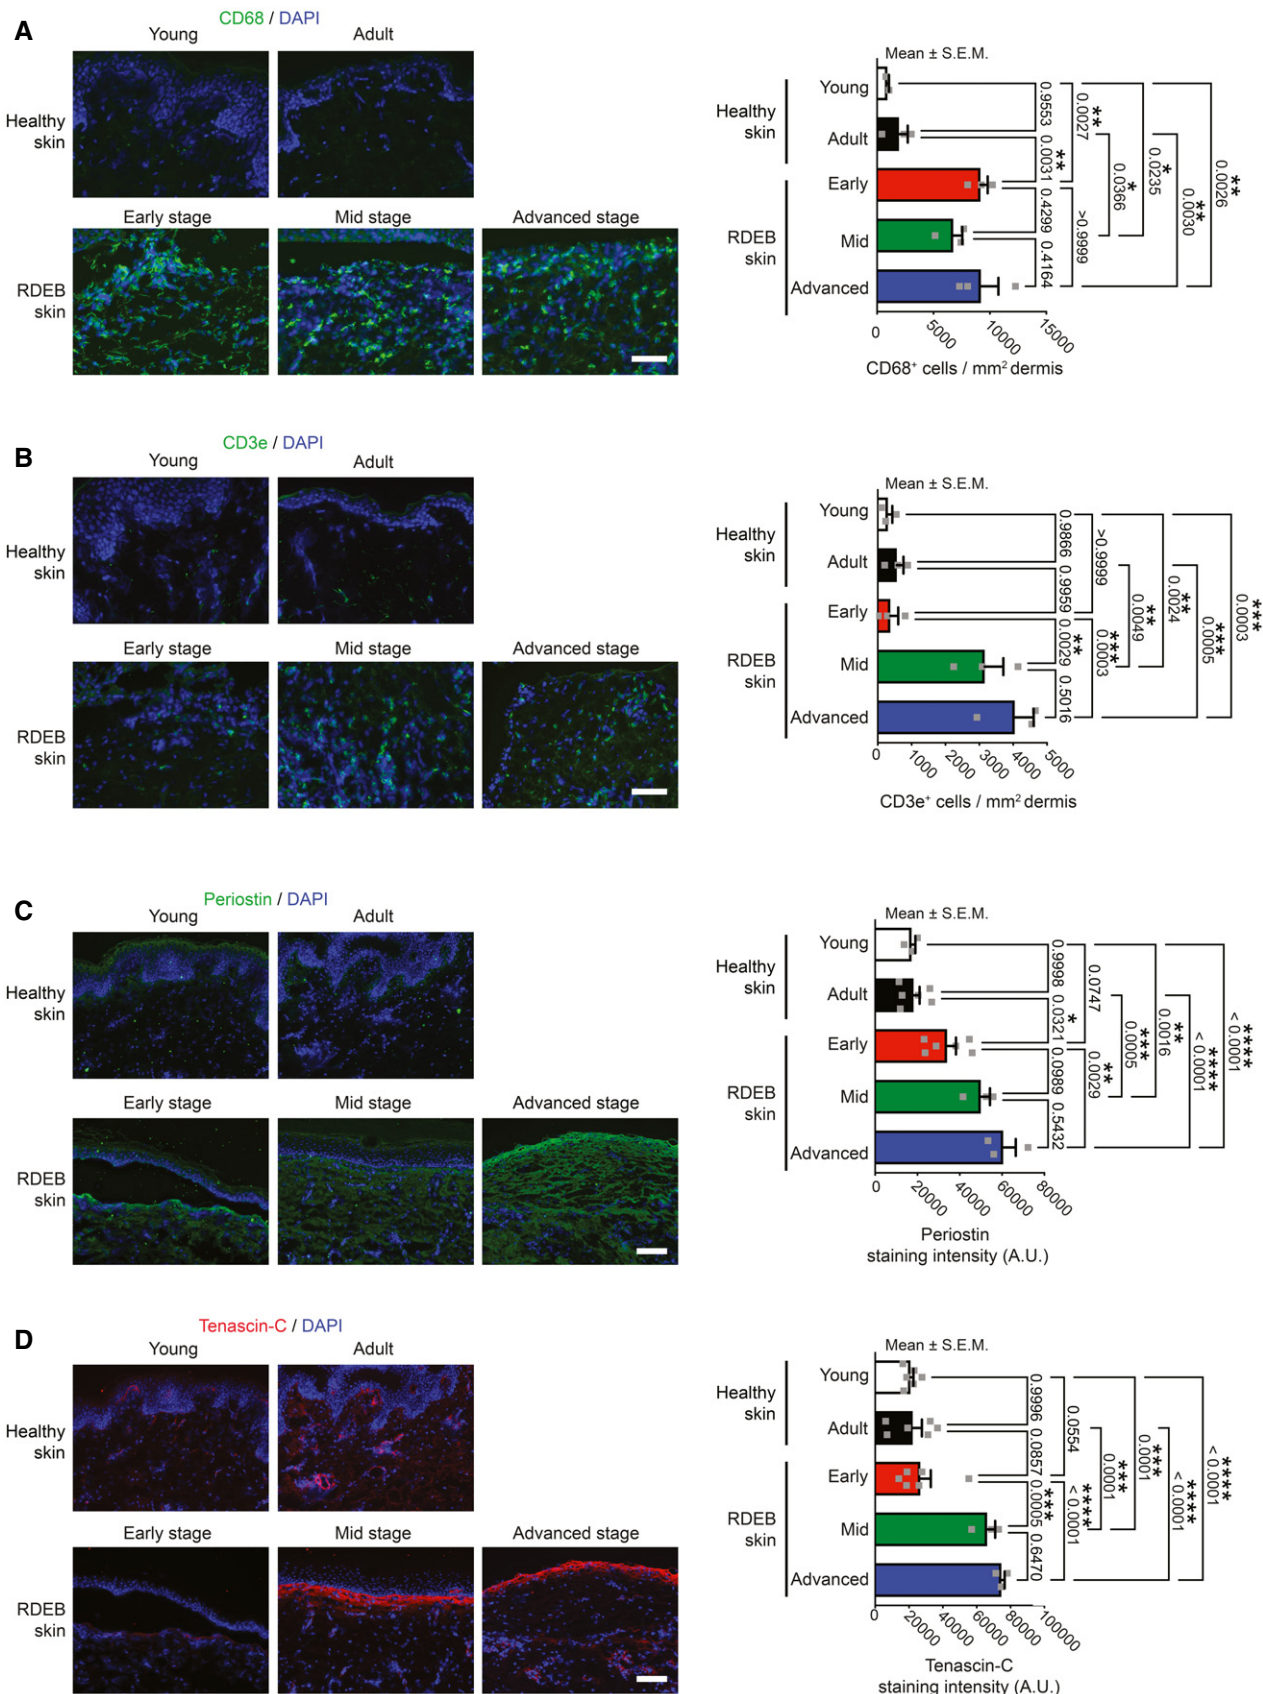 A
CD68 / DAPI
Young
Adult
Healthy
skin
Early stage
Mid stage
Advanced stage
RDEB
skin
Mean ± S.E.M.
Healthy
skin
Young
Adult
RDEB
skin
Early
Mid
Advanced
0.9553
0.0031
**
0.4299
0.4164
0.0027
**
>0.9999
0.0366
*
0.0235
*
0.0030
**
0.0026
**
0
5000
10000
15000
CD68⁺ cells / mm² dermis
B
CD3e / DAPI
Young
Adult
Healthy
skin
Early stage
Mid stage
Advanced stage
RDEB
skin
Mean ± S.E.M.
Healthy
skin
Young
Adult
RDEB
skin
Early
Mid
Advanced
0.9866
0.9959
0.0029
**
0.5016
>0.9999
0.0003
***
0.0049
**
0.0024
**
0.0005
***
0.0003
***
0
1000
2000
3000
4000
5000
CD3e⁺ cells / mm² dermis
C
Periostin / DAPI
Young
Adult
Healthy
skin
Early stage
Mid stage
Advanced stage
RDEB
skin
Mean ± S.E.M.
Healthy
skin
Young
Adult
RDEB
skin
Early
Mid
Advanced
0.9998
0.0321
*
0.0989
0.5432
0.0747
0.0029
**
0.0005
***
0.0016
**
< 0.0001
****
< 0.0001
****
0
20000
40000
60000
80000
Periostin
staining intensity (A.U.)
D
Tenascin-C / DAPI
Young
Adult
Healthy
skin
Early stage
Mid stage
Advanced stage
RDEB
skin
Mean ± S.E.M.
Healthy
skin
Young
Adult
RDEB
skin
Early
Mid
Advanced
0.9996
0.0857
0.0005
***
0.6470
0.0554
< 0.0001
****
0.0001
***
0.0001
***
< 0.0001
****
< 0.0001
****
0
20000
40000
60000
80000
100000
Tenascin-C
staining intensity (A.U.)